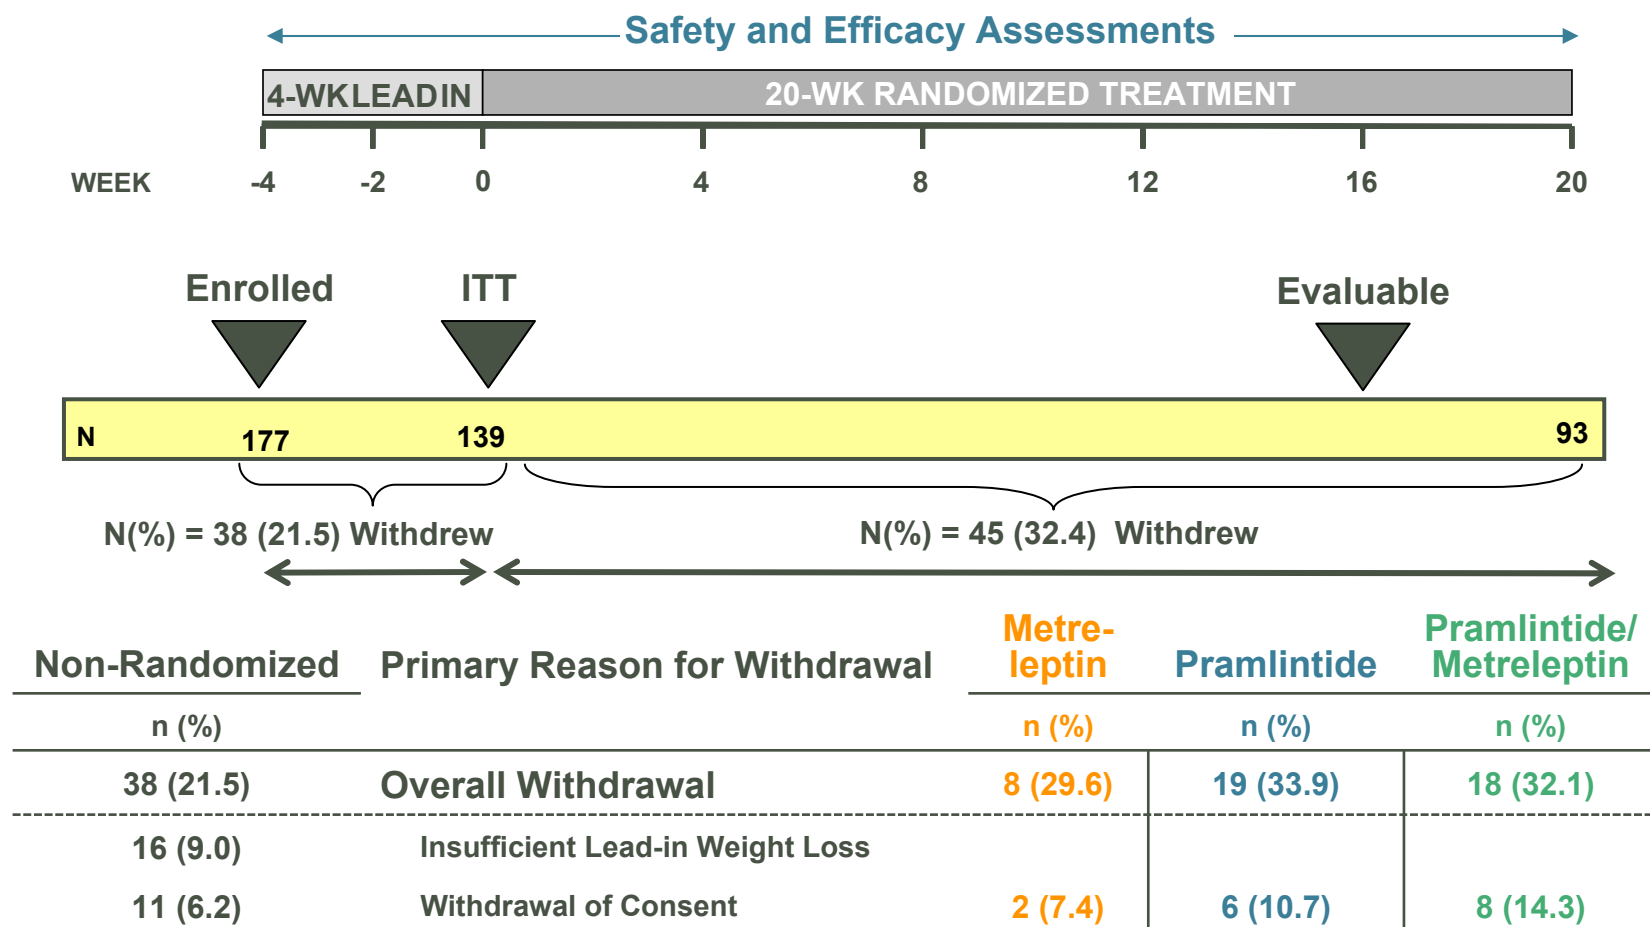 Safety and Efficacy Assessments
4-WKLEADIN 20-WK RANDOMIZED TREATMENT
WEEK -4 -2 0 4 8 12 16 20
Enrolled ITT Evaluable
N 177 139 93
N(%) = 38 (21.5) Withdrew N(%) = 45 (32.4) Withdrew
Metre-
leptin
Pramlintide/
Metreleptin
Non-Randomized Primary Reason for Withdrawal Pramlintide
n (%) n (%) n (%) n (%)
38 (21.5) Overall Withdrawal 8 (29.6) 19 (33.9) 18 (32.1)
16 (9.0) Insufficient Lead-in Weight Loss
11 (6.2) Withdrawal of Consent 2 (7.4) 6 (10.7) 8 (14.3)